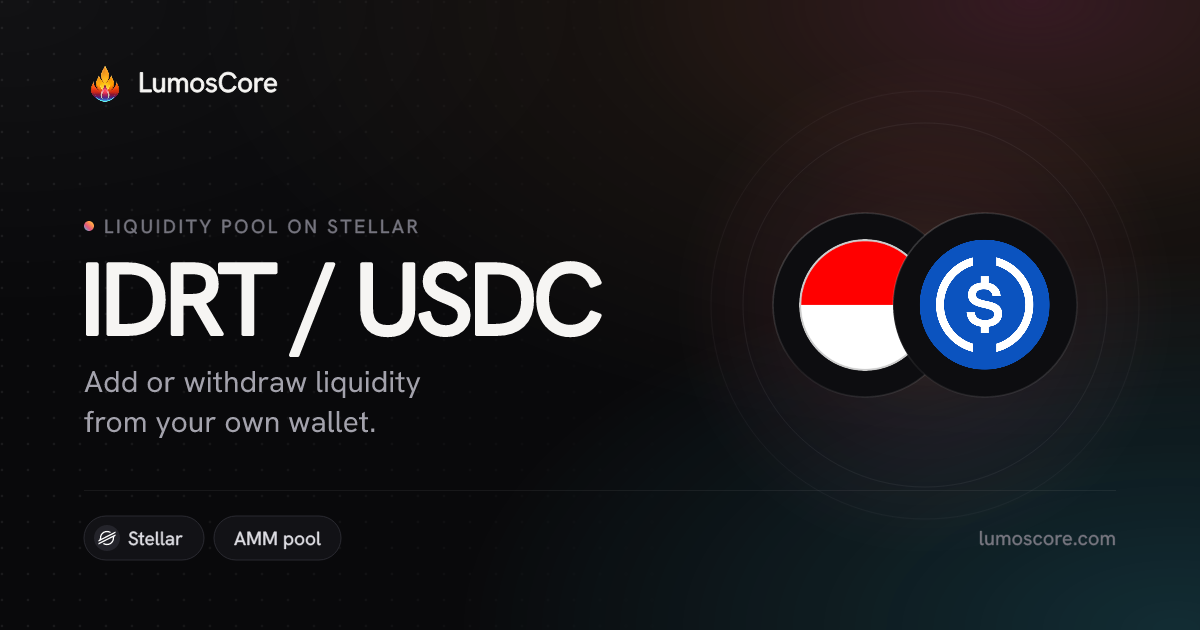 LumosCore
LIQUIDITY POOL ON STELLAR
IDRT / USDC
Add or withdraw liquidity
from your own wallet.
Stellar
AMM pool
lumoscore.com